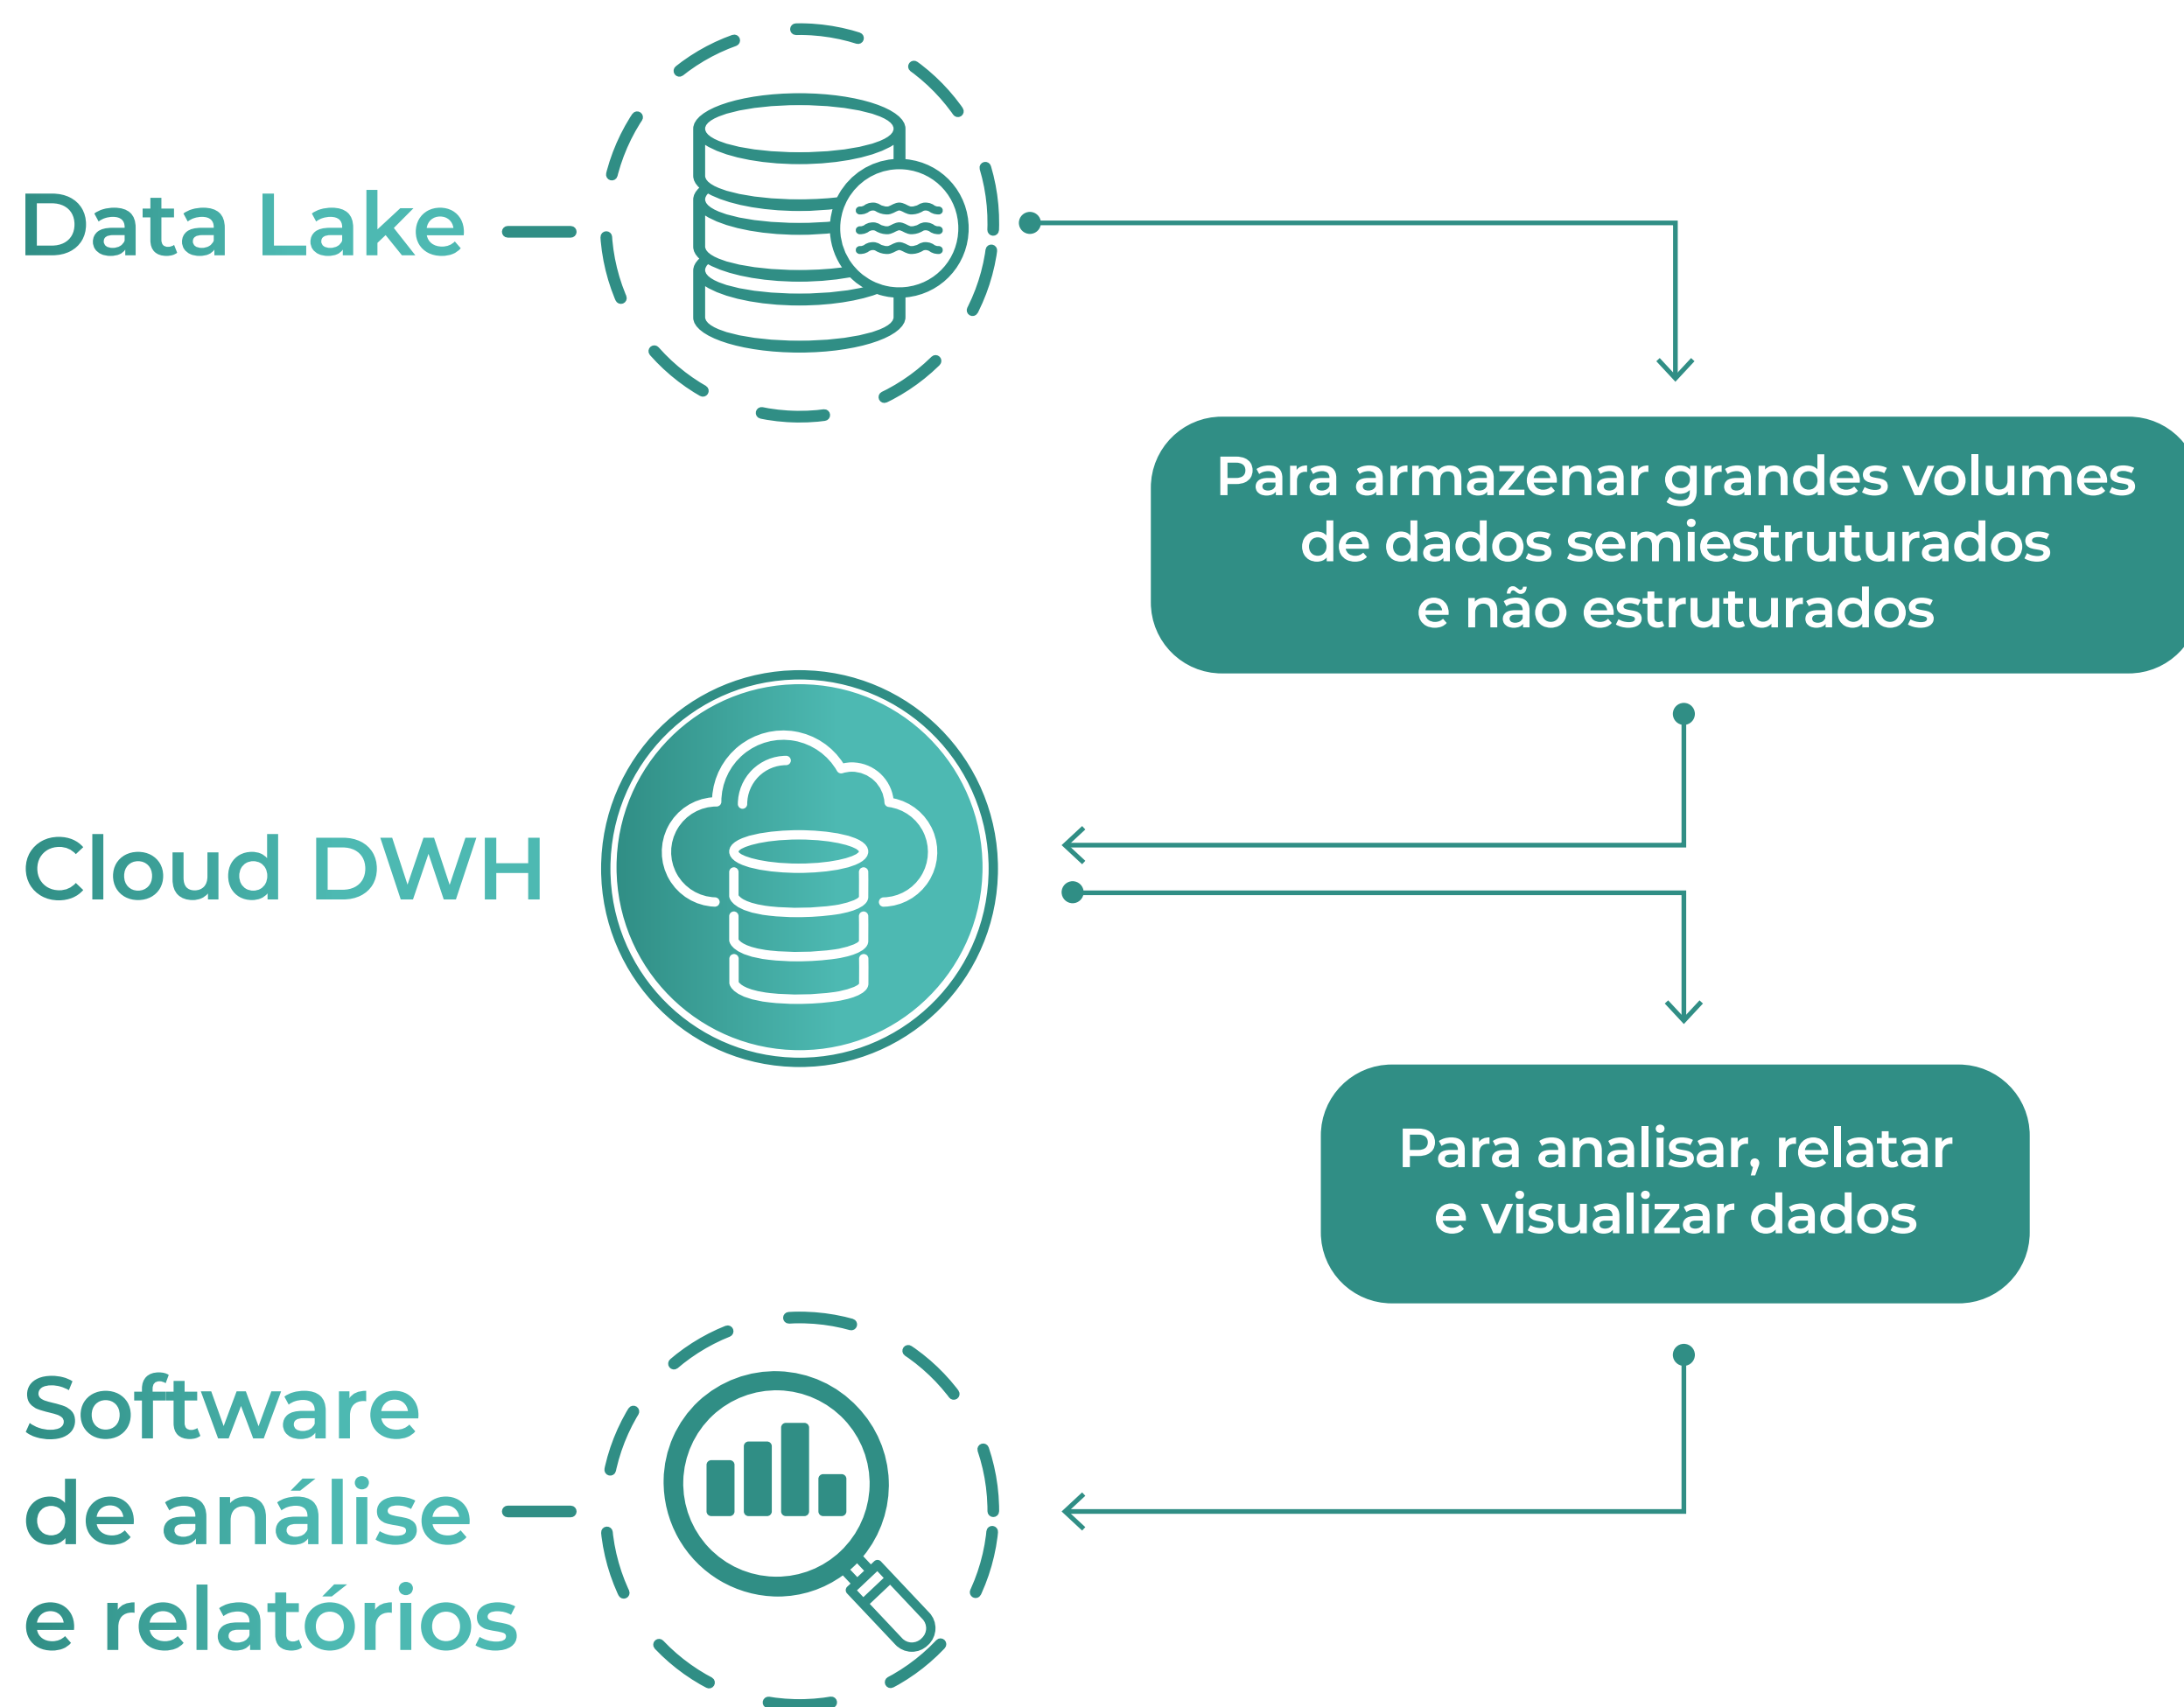 Data Lake
Para armazenar grandes volumes
de dados semiestruturados
e não estruturados
Cloud DWH
Para analisar, relatar
e visualizar dados
Software
de análise
e relatórios